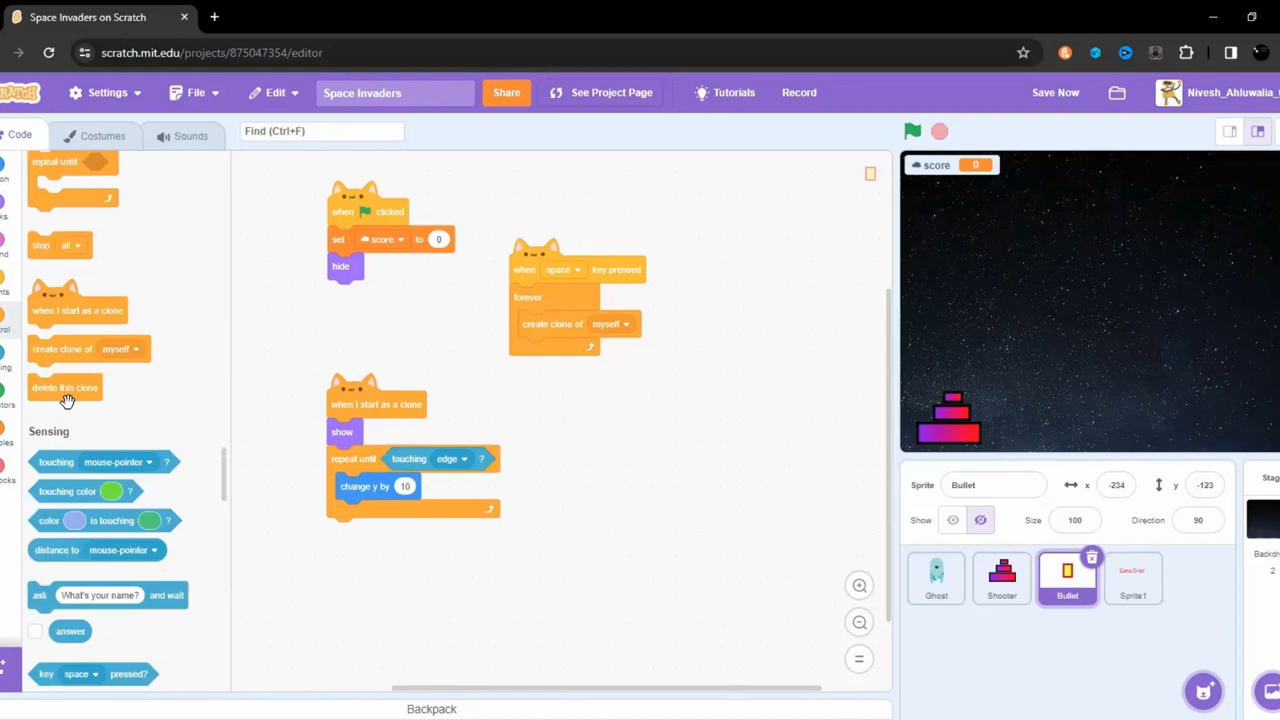 Space Invaders on Scratch
scratch.mit.edu/projects/875047354/editor
SCRATCH
Settings
File
Edit
Space Invaders
Share
See Project Page
Tutorials
Record
Save Now
Nivesh_Ahluwalia_
Code
Costumes
Sounds
Find (Ctrl+F)
repeat until
stop all
when I start as a clone
create clone of myself
delete this clone
Sensing
touching mouse-pointer ?
touching color ?
color is touching ?
distance to mouse-pointer
ask What's your name? and wait
answer
key space pressed?
when clicked
set score to 0
hide
when space key pressed
forever
create clone of myself
when I start as a clone
show
repeat until touching edge ?
change y by 10
score 0
Sprite Bullet x -234 y -123
Show Size 100 Direction 90
Ghost
Shooter
Bullet
Game Over
Sprite1
Stag
Backdro
2
Backpack